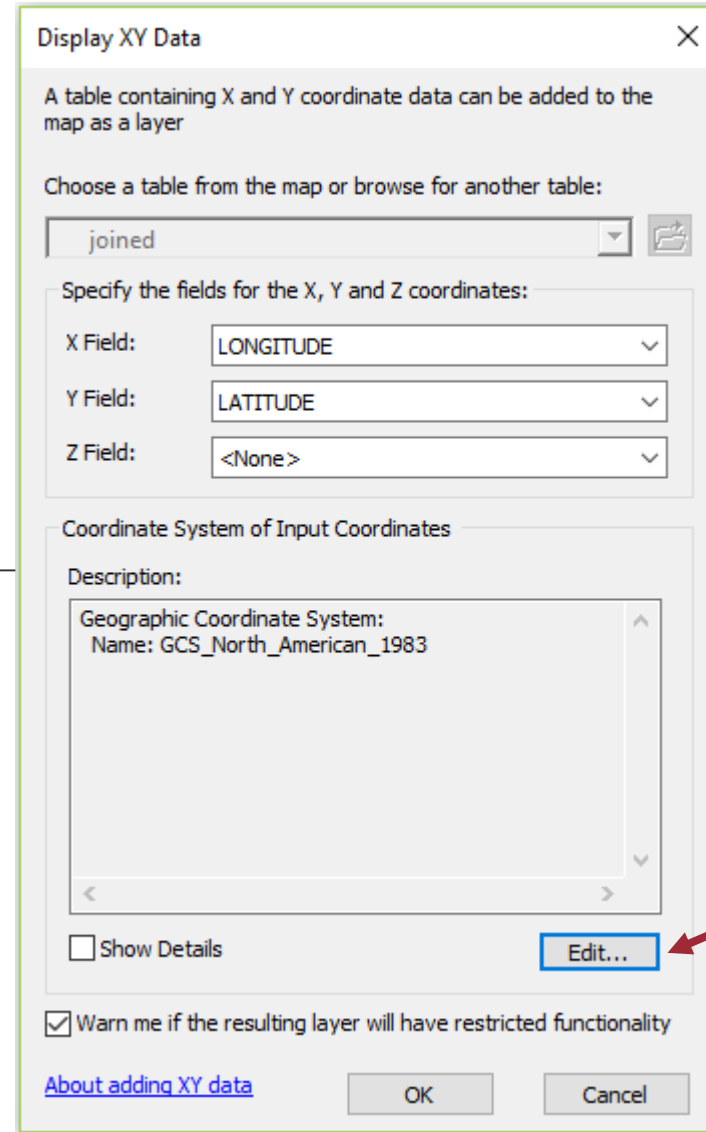 Display XY Data
A table containing X and Y coordinate data can be added to the
map as a layer
Choose a table from the map or browse for another table:
joined
Specify the fields for the X, Y and Z coordinates:
X Field: LONGITUDE
Y Field: LATITUDE
Z Field: <None>
Coordinate System of Input Coordinates
Description:
Geographic Coordinate System:
Name: GCS_North_American_1983
Show Details Edit...
Warn me if the resulting layer will have restricted functionality
About adding XY data OK Cancel